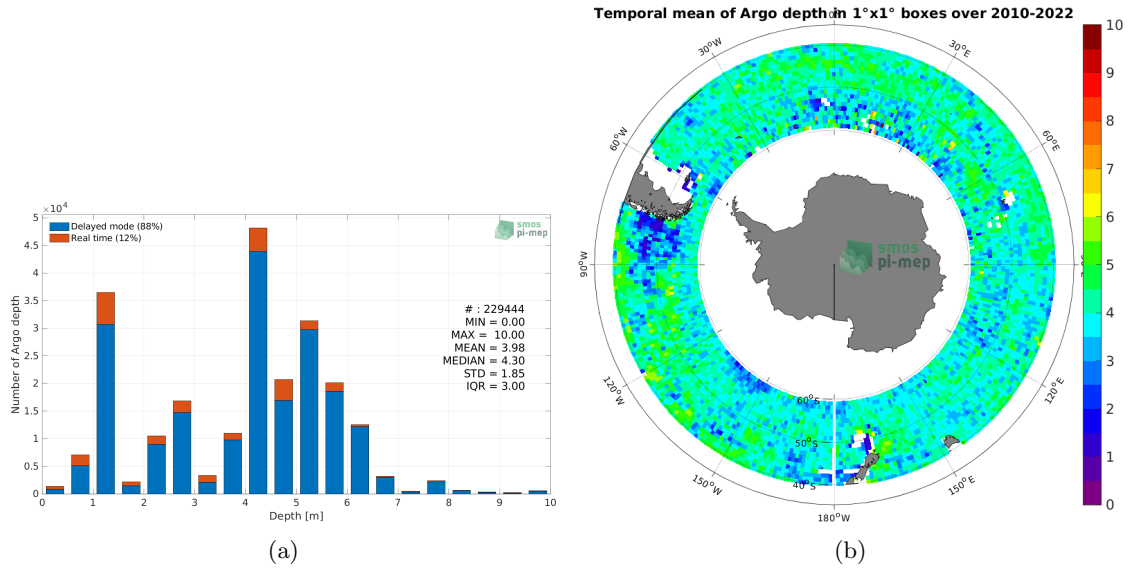 ×10⁴
5
4.5
4
3.5
3
2.5
2
1.5
1
0.5
0
Number of Argo depth
Delayed mode (88%)
Real time (12%)
smos
pi-mep
# : 229444
MIN = 0.00
MAX = 10.00
MEAN = 3.98
MEDIAN = 4.30
STD = 1.85
IQR = 3.00
0 1 2 3 4 5 6 7 8 9 10
Depth [m]
(a)
Temporal mean of Argo depth in 1°x1° boxes over 2010-2022
30°W
30°E
60°W
60°E
90°W
120°W
120°E
150°W
150°E
180°W
60°S
50°S
40°S
smos
pi-mep
10
9
8
7
6
5
4
3
2
1
0
(b)